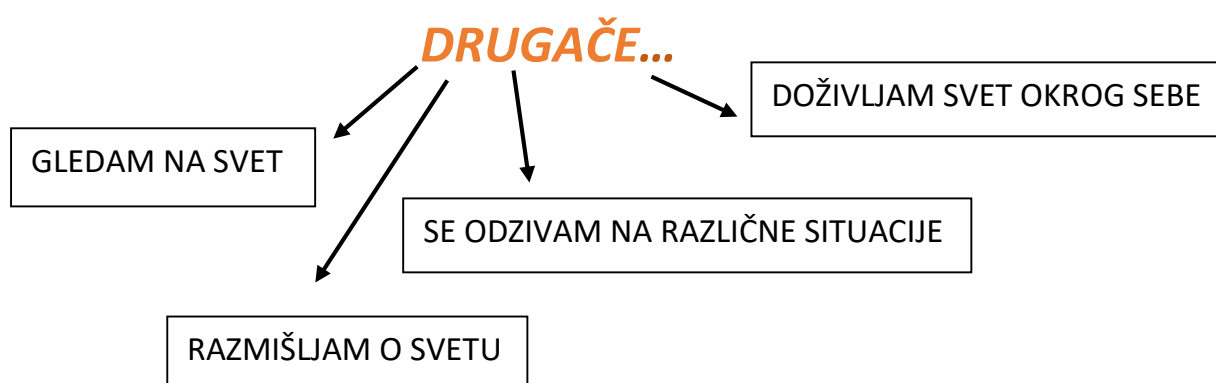 DRUGAČE...
DOŽIVLJAM SVET OKROG SEBE
GLEDAM NA SVET
SE ODZIVAM NA RAZLIČNE SITUACIJE
RAZMIŠLJAM O SVETU